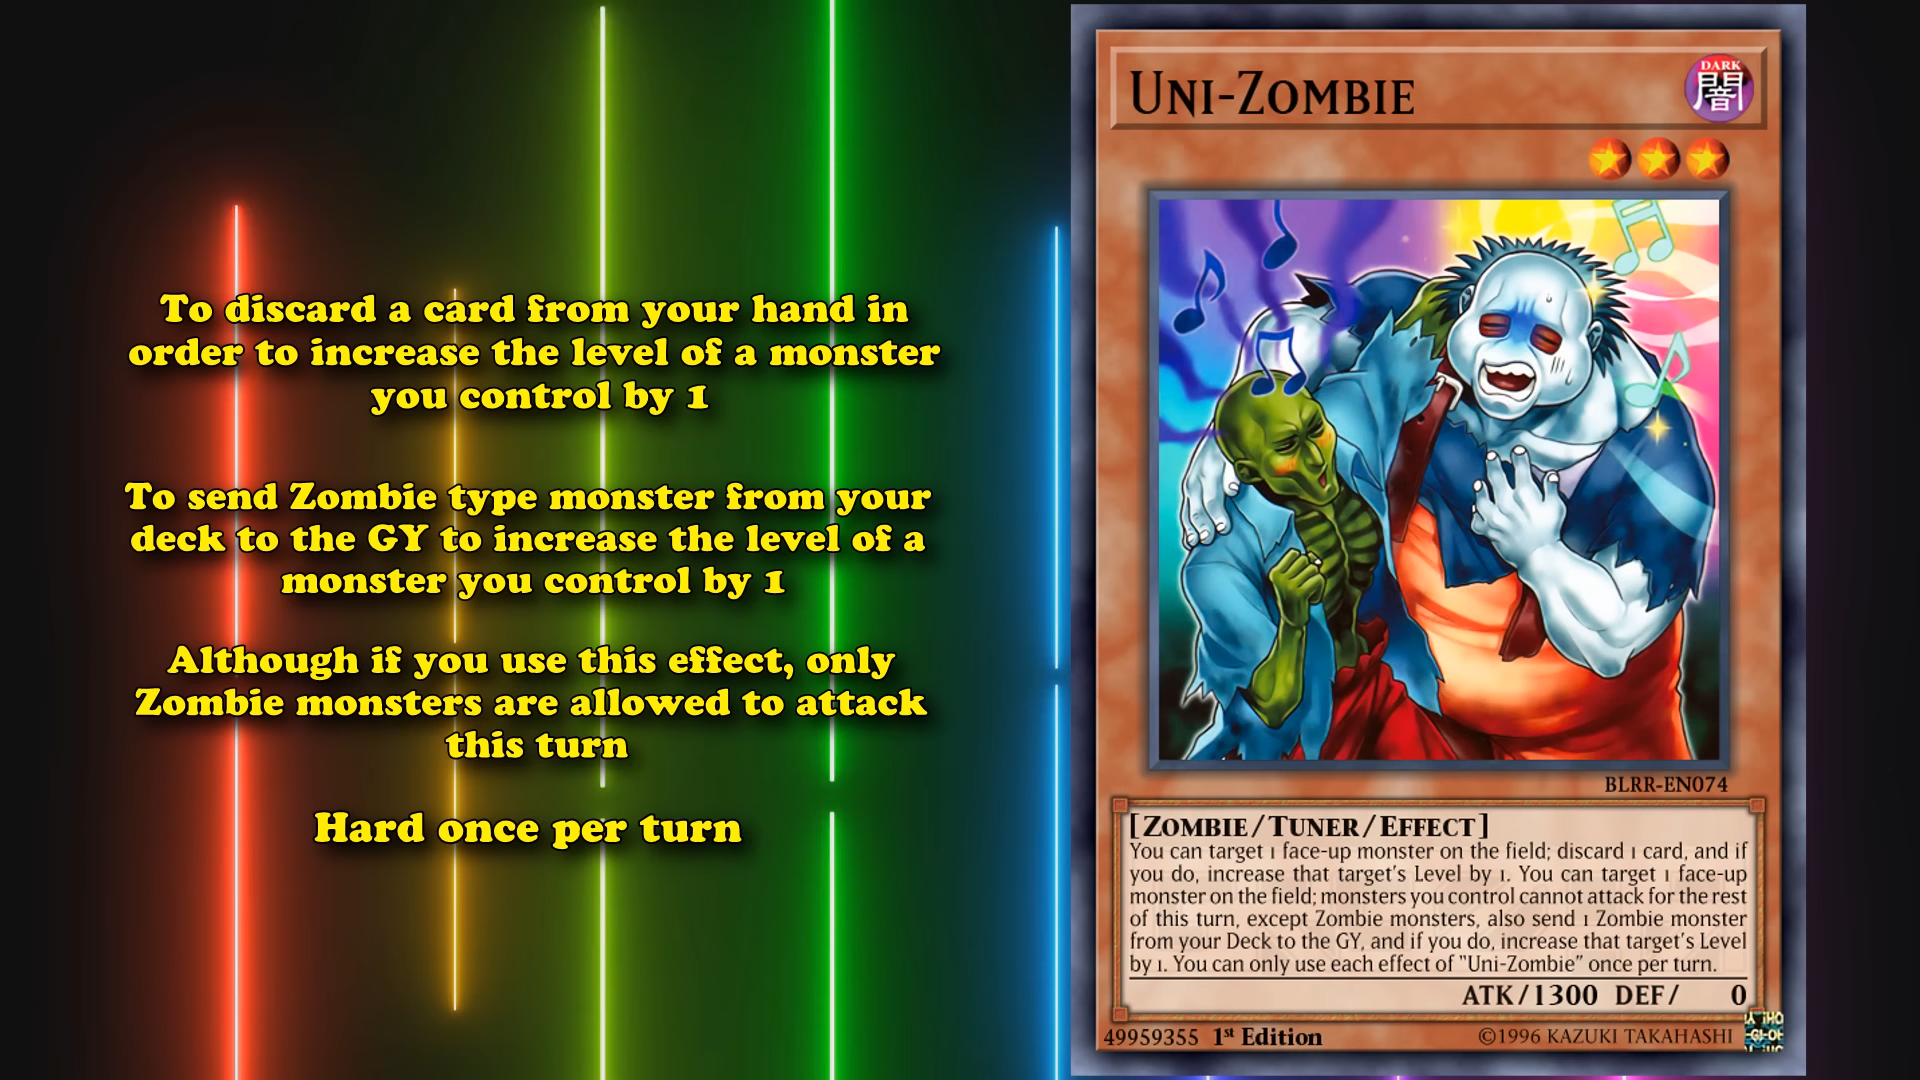 To discard a card from your hand in
order to increase the level of a monster
you control by 1
To send Zombie type monster from your
deck to the GY to increase the level of a
monster you control by 1
Although if you use this effect, only
Zombie monsters are allowed to attack
this turn
Hard once per turn
UNI-ZOMBIE
DARK
闇
BLRR-EN074
[ZOMBIE/TUNER/EFFECT]
You can target 1 face-up monster on the field; discard 1 card, and if
you do, increase that target's Level by 1. You can target 1 face-up
monster on the field; monsters you control cannot attack for the rest
of this turn, except Zombie monsters, also send 1 Zombie monster
from your Deck to the GY, and if you do, increase that target's Level
by 1. You can only use each effect of "Uni-Zombie" once per turn.
ATK/1300 DEF/ 0
49959355 1st Edition ©1996 KAZUKI TAKAHASHI